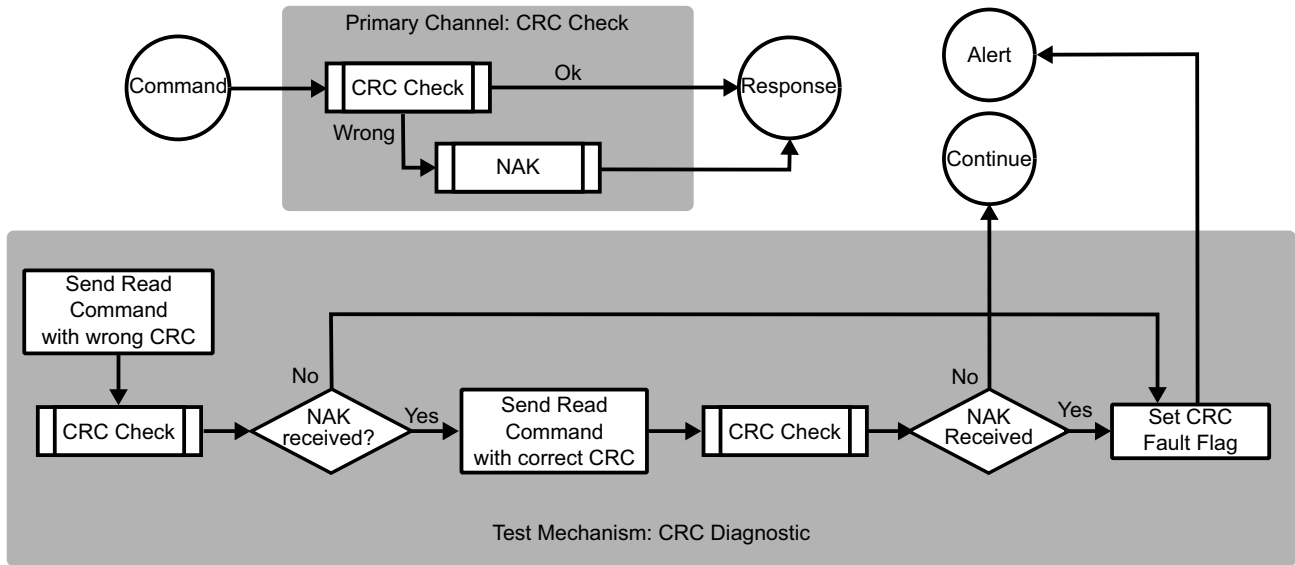 Primary Channel: CRC Check
Command
CRC Check
Ok
Response
Wrong
NAK
Alert
Continue
Send Read
Command
with wrong CRC
CRC Check
No
NAK
received?
Yes
Send Read
Command
with correct CRC
CRC Check
No
NAK
Received
Yes
Set CRC
Fault Flag
Test Mechanism: CRC Diagnostic